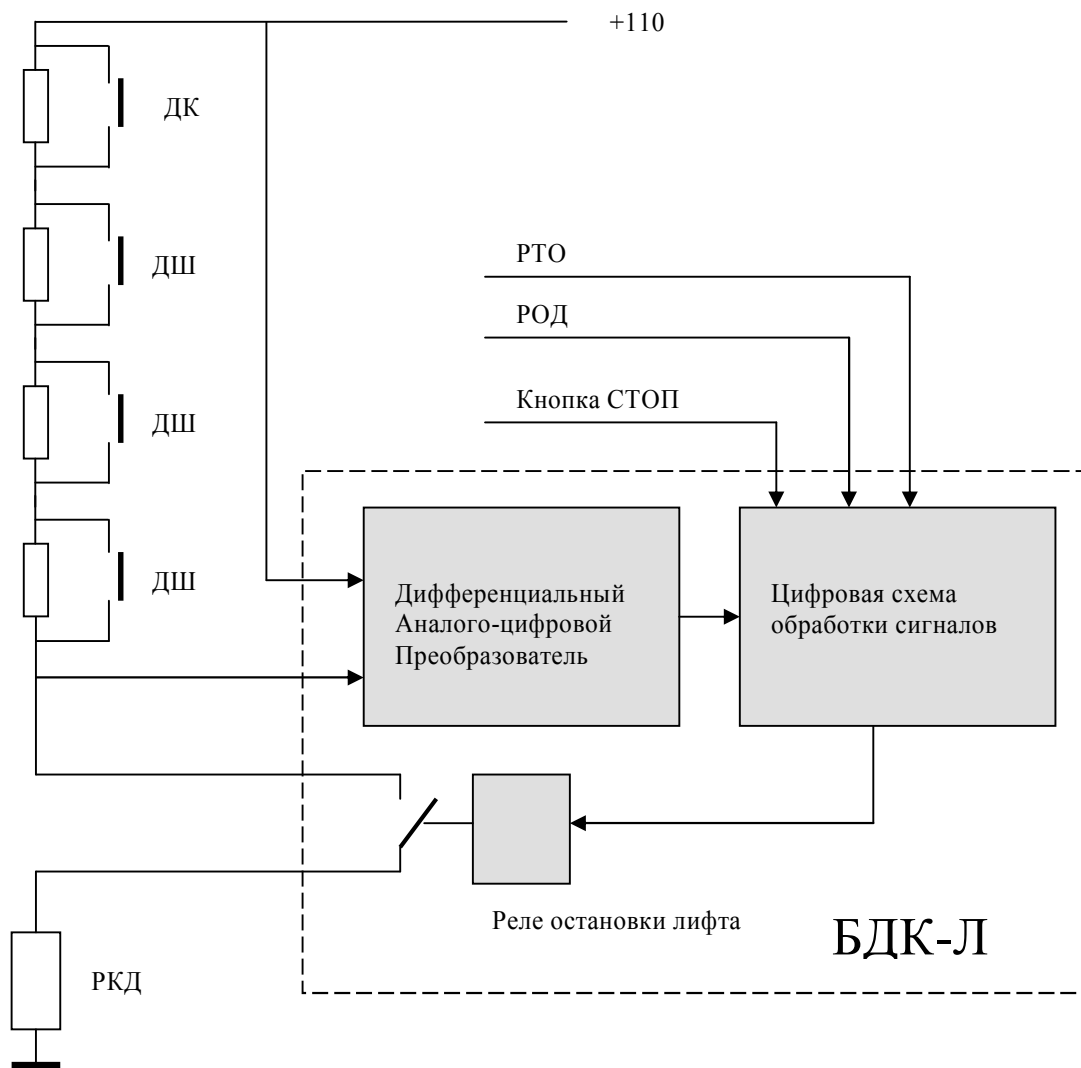 +110
ДК
ДШ
РТО
РОД
Кнопка СТОП
ДШ
ДШ
Дифференциальный
Аналого-цифровой
Преобразователь
Цифровая схема
обработки сигналов
Реле остановки лифта
БДК-Л
РКД